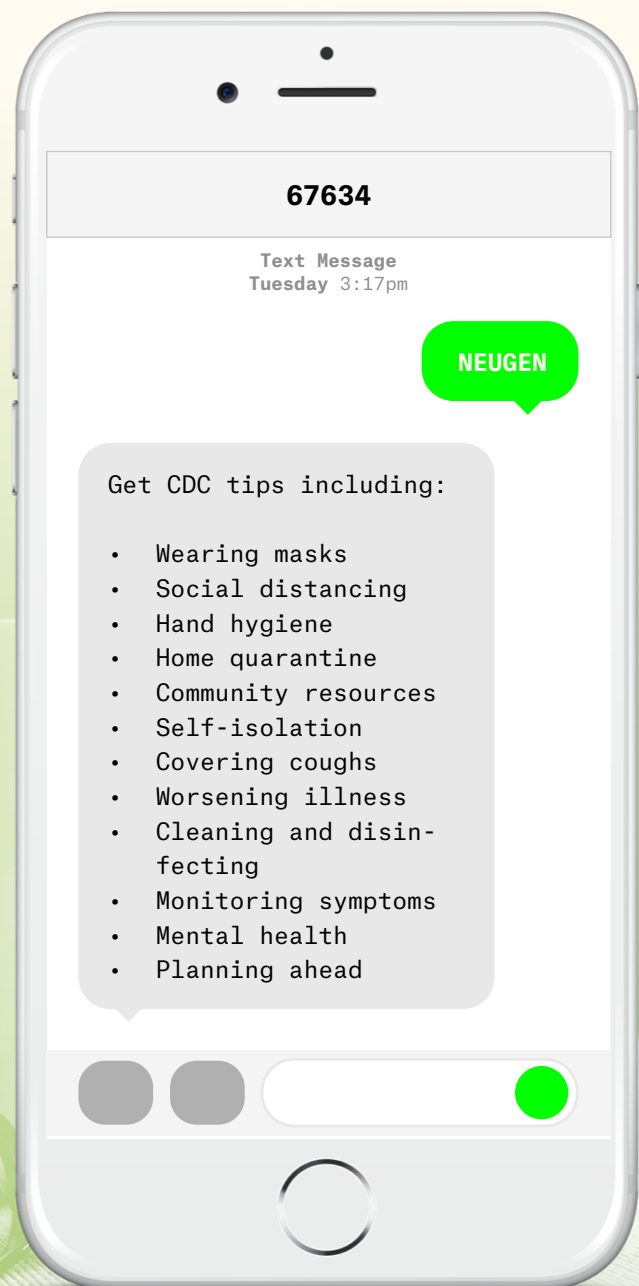 67634
Text Message
Tuesday 3:17pm
NEUGEN
Get CDC tips including:
• Wearing masks
• Social distancing
• Hand hygiene
• Home quarantine
• Community resources
• Self-isolation
• Covering coughs
• Worsening illness
• Cleaning and disin-
fecting
• Monitoring symptoms
• Mental health
• Planning ahead